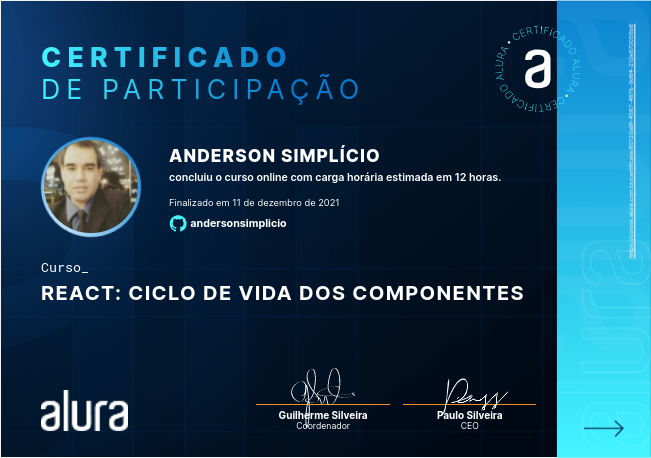 CERTIFICADO
DE PARTICIPAÇÃO
CERTIFICADO ALURA • CERTIFICADO ALURA •
a
ANDERSON SIMPLÍCIO
concluiu o curso online com carga horária estimada em 12 horas.
Finalizado em 11 de dezembro de 2021
andersonsimplicio
Curso_
REACT: CICLO DE VIDA DOS COMPONENTES
alura
Guilherme Silveira
Coordenador
Paulo Silveira
CEO
alura